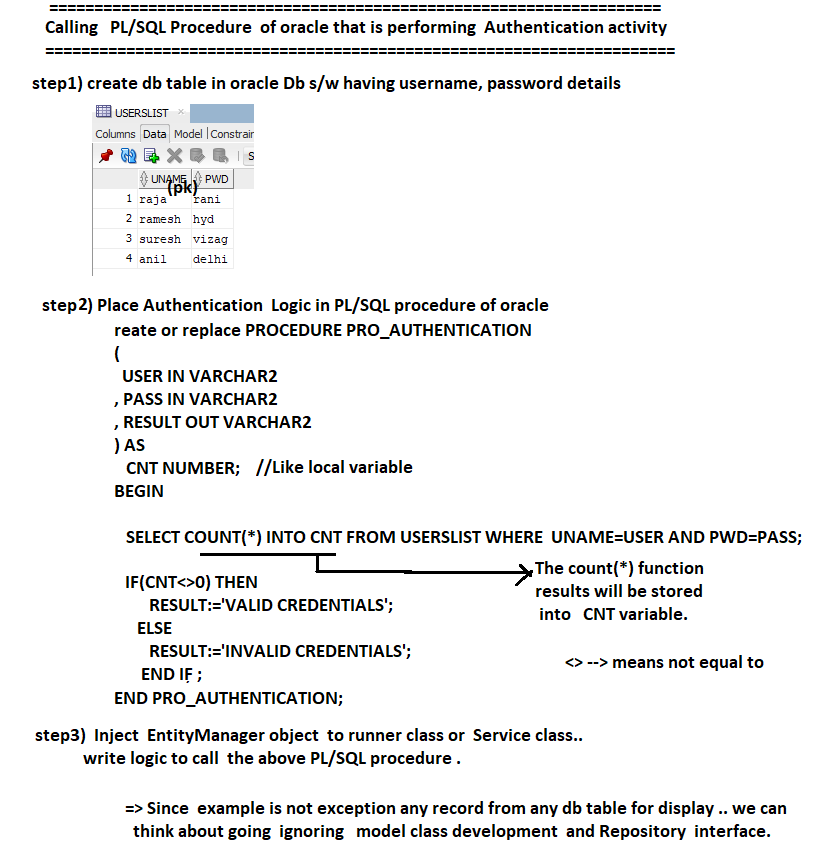 =====================================================================
Calling PL/SQL Procedure of oracle that is performing Authentication activity
=======================================================================
step1) create db table in oracle Db s/w having username, password details
USERSLIST ×
Columns Data Model Constrain
S
UNAME PWD
(pk)
1 raja rani
2 ramesh hyd
3 suresh vizag
4 anil delhi
step2) Place Authentication Logic in PL/SQL procedure of oracle
reate or replace PROCEDURE PRO_AUTHENTICATION
(
USER IN VARCHAR2
, PASS IN VARCHAR2
, RESULT OUT VARCHAR2
) AS
CNT NUMBER; //Like local variable
BEGIN
SELECT COUNT(*) INTO CNT FROM USERSLIST WHERE UNAME=USER AND PWD=PASS;
The count(*) function
results will be stored
into CNT variable.
IF(CNT<>0) THEN
RESULT:='VALID CREDENTIALS';
ELSE
RESULT:='INVALID CREDENTIALS';
<> --> means not equal to
END IF ;
END PRO_AUTHENTICATION;
step3) Inject EntityManager object to runner class or Service class..
write logic to call the above PL/SQL procedure .
=> Since example is not exception any record from any db table for display .. we can
think about going ignoring model class development and Repository interface.